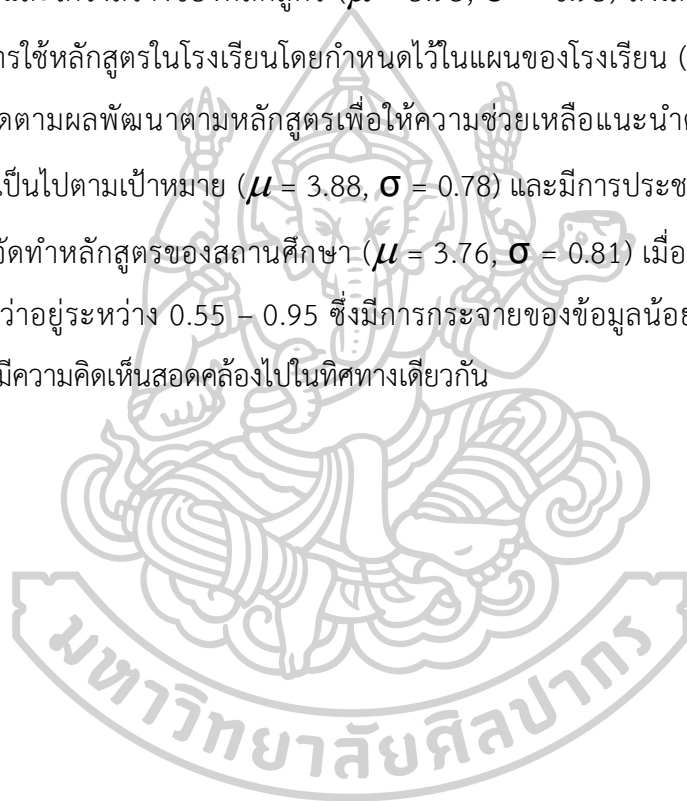 การใช้หลักสูตรในโรงเรียนโดยกำหนดไว้ในแผนของโรงเรียน (
ตามผลพัฒนาตามหลักสูตรเพื่อให้ความช่วยเหลือแนะนำ
เป็นไปตามเป้าหมาย (μ = 3.88, σ = 0.78) และมีการประช
จัดทำหลักสูตรของสถานศึกษา (μ = 3.76, σ = 0.81) เมื่อ
ว่าอยู่ระหว่าง 0.55 – 0.95 ซึ่งมีการกระจายของข้อมูลน้อย
มีความคิดเห็นสอดคล้องไปในทิศทางเดียวกัน
มหาวิทยาลัยศิลปากร